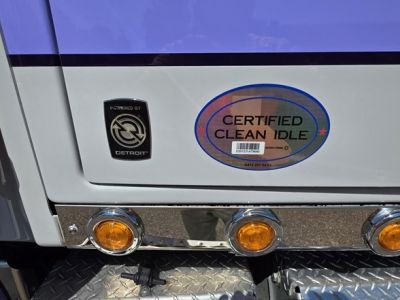 POWERED BY
DETROIT
CERTIFIED
CLEAN IDLE